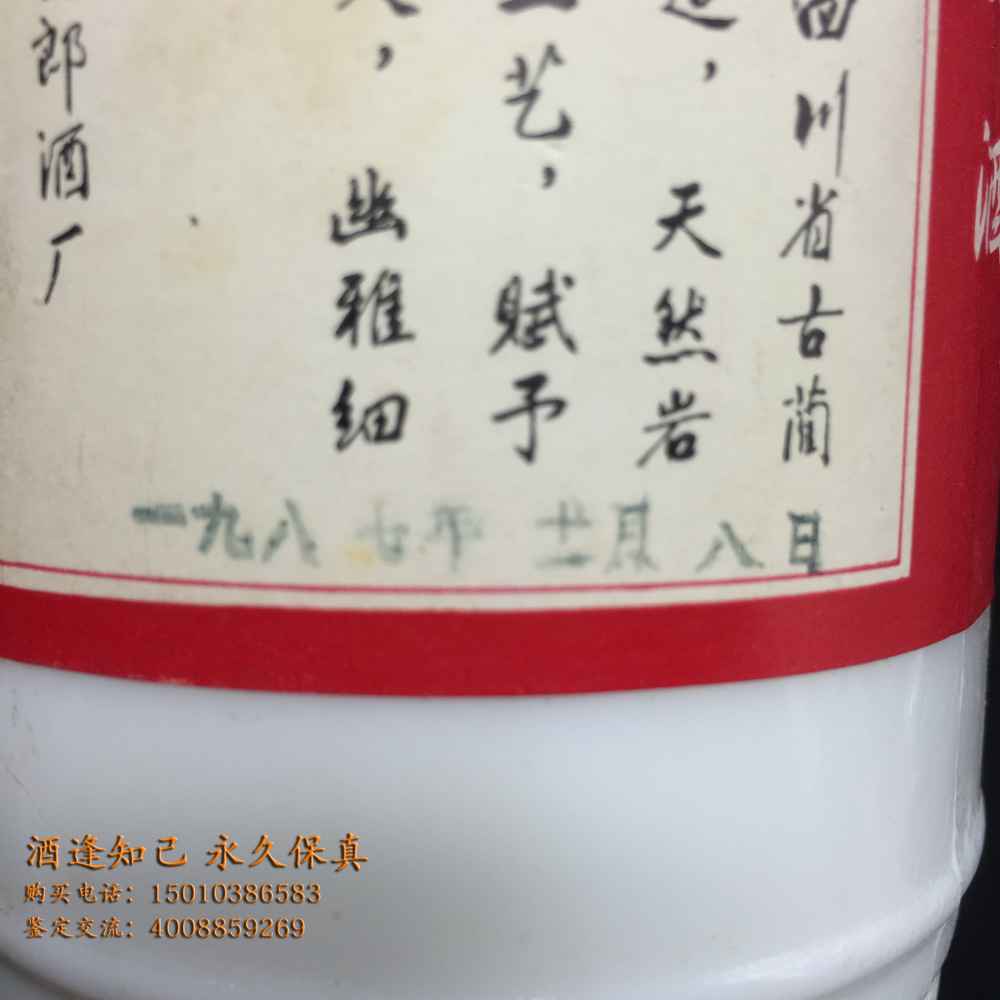 酒
川省古蔺
，天然岩
艺，赋予
，幽雅细
郎酒厂
一九八七年十二月八日
酒逢知己 永久保真
购买电话：15010386583
鉴定交流：4008859269